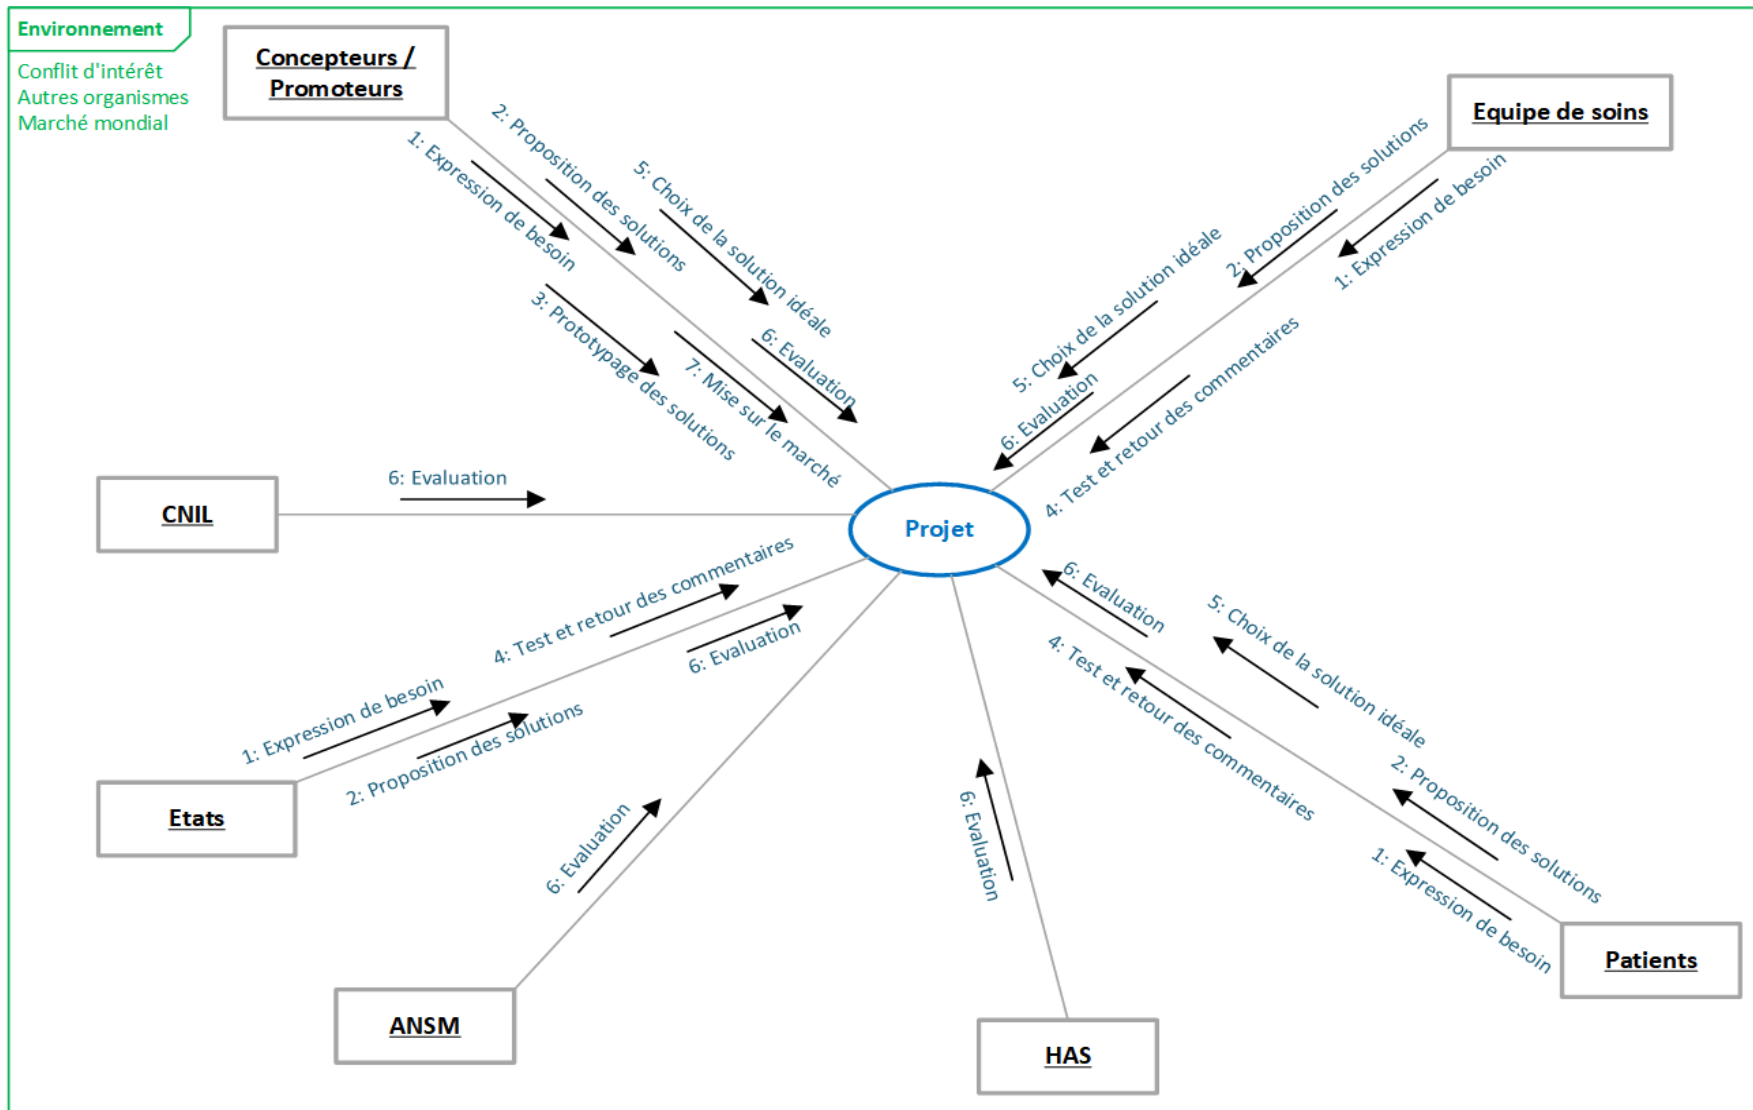 Environnement
Conflit d'intérêt
Autres organismes
Marché mondial
Concepteurs /
Promoteurs
Equipe de soins
1: Expression de besoin
2: Proposition des solutions
5: Choix de la solution idéale
3: Prototypage des solutions
7: Mise sur le marché
6: Evaluation
2: Proposition des solutions
1: Expression de besoin
5: Choix de la solution idéale
6: Evaluation
4: Test et retour des commentaires
CNIL
6: Evaluation
Projet
4: Test et retour des commentaires
6: Evaluation
1: Expression de besoin
2: Proposition des solutions
Etats
6: Evaluation
ANSM
6: Evaluation
HAS
6: Evaluation
5: Choix de la solution idéale
4: Test et retour des commentaires
2: Proposition des solutions
1: Expression de besoin
Patients